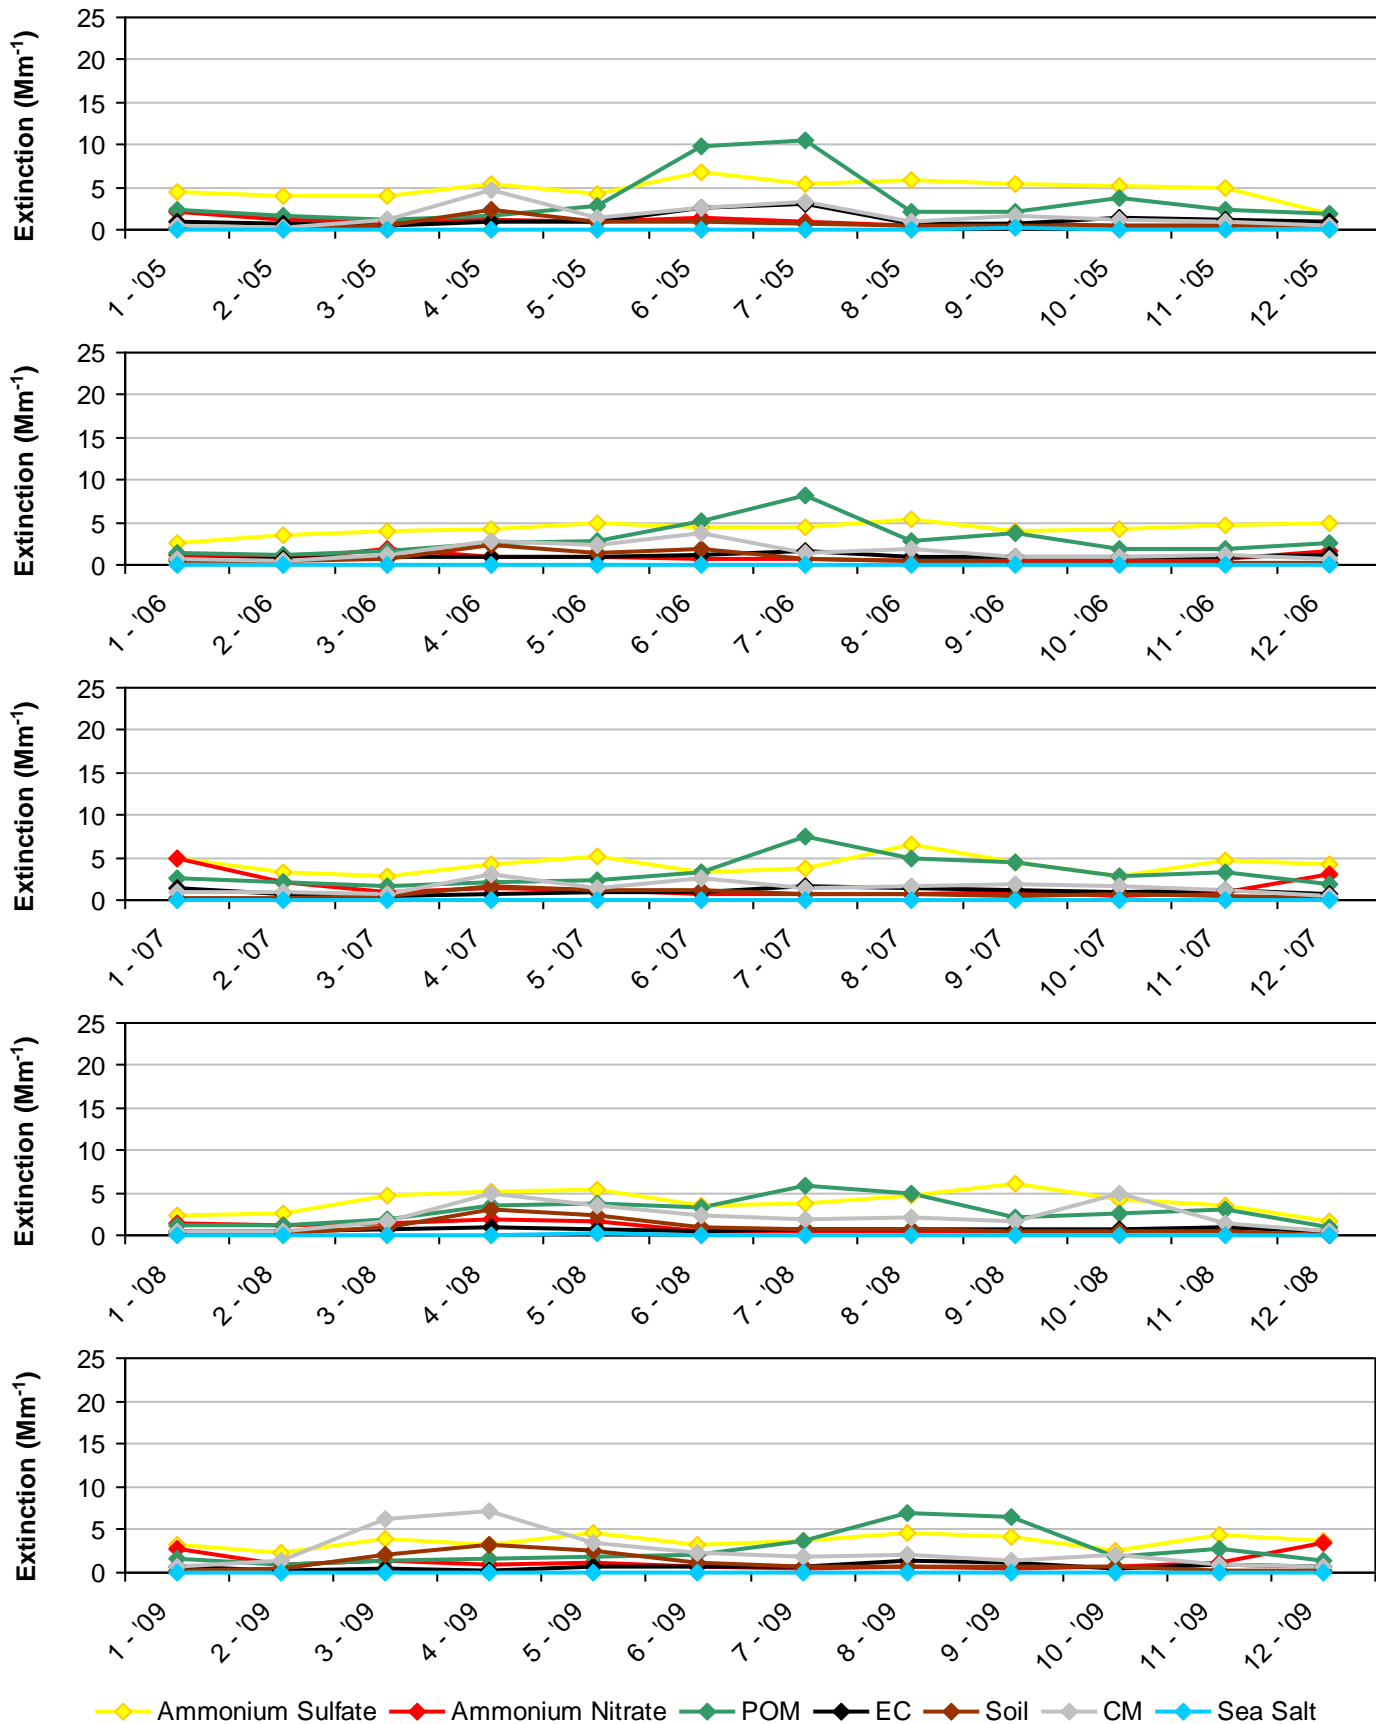 25
20
15
10
5
0
Extinction (Mm-1)
1 - '05 2 - '05 3 - '05 4 - '05 5 - '05 6 - '05 7 - '05 8 - '05 9 - '05 10 - '05 11 - '05 12 - '05
25
20
15
10
5
0
Extinction (Mm-1)
1 - '06 2 - '06 3 - '06 4 - '06 5 - '06 6 - '06 7 - '06 8 - '06 9 - '06 10 - '06 11 - '06 12 - '06
25
20
15
10
5
0
Extinction (Mm-1)
1 - '07 2 - '07 3 - '07 4 - '07 5 - '07 6 - '07 7 - '07 8 - '07 9 - '07 10 - '07 11 - '07 12 - '07
25
20
15
10
5
0
Extinction (Mm-1)
1 - '08 2 - '08 3 - '08 4 - '08 5 - '08 6 - '08 7 - '08 8 - '08 9 - '08 10 - '08 11 - '08 12 - '08
25
20
15
10
5
0
Extinction (Mm-1)
1 - '09 2 - '09 3 - '09 4 - '09 5 - '09 6 - '09 7 - '09 8 - '09 9 - '09 10 - '09 11 - '09 12 - '09
Ammonium Sulfate Ammonium Nitrate POM EC Soil CM Sea Salt